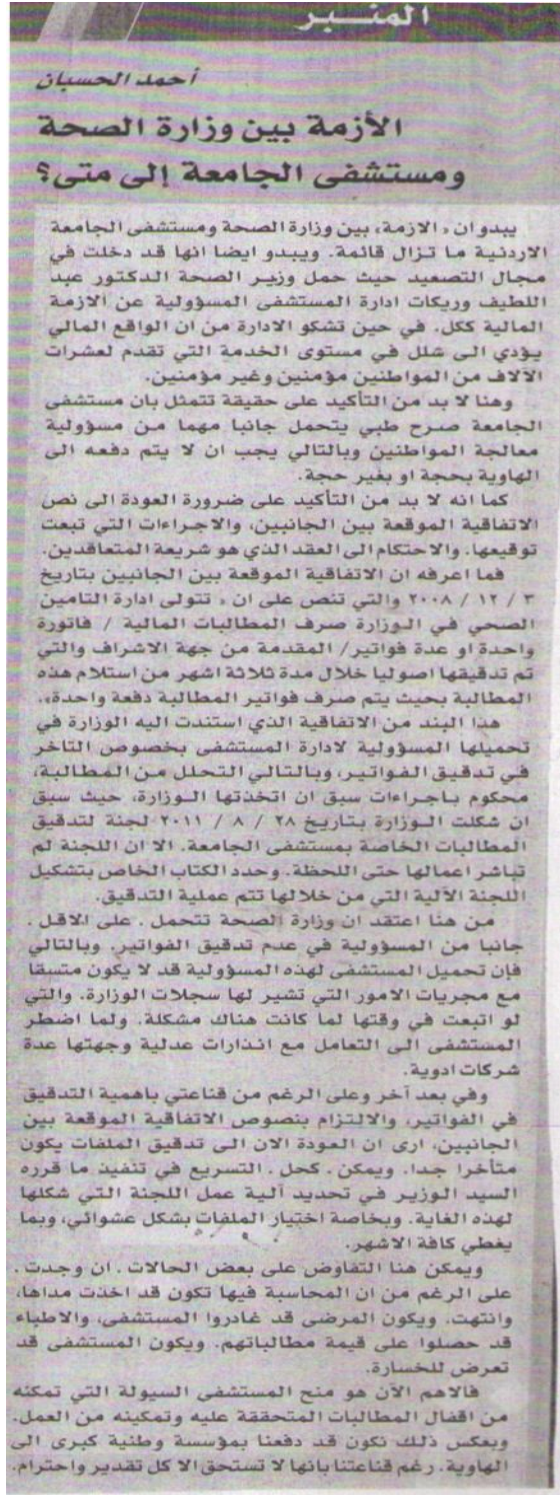 المنـــبر
أحمد الحسبان
الأزمة بين وزارة الصحة
ومستشفى الجامعة إلى متى؟
يبدو ان « الازمة» بين وزارة الصحة ومستشفى الجامعة
الاردنية ما تزال قائمة. ويبدو ايضا انها قد دخلت في
مجال التصعيد حيث حمل وزير الصحة الدكتور عبد
اللطيف وريكات ادارة المستشفى المسؤولية عن الازمة
المالية ككل. في حين تشكو الادارة من ان الواقع المالي
يؤدي الى شلل في مستوى الخدمة التي تقدم لعشرات
الآلاف من المواطنين مؤمنين وغير مؤمنين.
وهنا لا بد من التأكيد على حقيقة تتمثل بان مستشفى
الجامعة صرح طبي يتحمل جانبا مهما من مسؤولية
معالجة المواطنين وبالتالي يجب ان لا يتم دفعه الى
الهاوية بحجة او بغير حجة.
كما انه لا بد من التأكيد على ضرورة العودة الى نص
الاتفاقية الموقعة بين الجانبين، والاجراءات التي تبعت
توقيعها. والاحتكام الى العقد الذي هو شريعة المتعاقدين.
فما اعرفه ان الاتفاقية الموقعة بين الجانبين بتاريخ
٣ / ١٢ / ٢٠٠٨ والتي تنص على ان « تتولى ادارة التامين
الصحي في الوزارة صرف المطالبات المالية / فاتورة
واحدة او عدة فواتير/ المقدمة من جهة الاشراف والتي
تم تدقيقها اصوليا خلال مدة ثلاثة اشهر من استلام هذه
المطالبة بحيث يتم صرف فواتير المطالبة دفعة واحدة».
هذا البند من الاتفاقية الذي استندت اليه الوزارة في
تحميلها المسؤولية لادارة المستشفى بخصوص التاخر
في تدقيق الفواتير، وبالتالي التحلل من المطالبة،
محكوم باجراءات سبق ان اتخذتها الوزارة، حيث سبق
ان شكلت الوزارة بتاريخ ٢٨ / ٨ / ٢٠١١ لجنة لتدقيق
المطالبات الخاصة بمستشفى الجامعة. الا ان اللجنة لم
تباشر اعمالها حتى اللحظة. وحدد الكتاب الخاص بتشكيل
اللجنة الآلية التي من خلالها تتم عملية التدقيق.
من هنا اعتقد ان وزارة الصحة تتحمل . على الاقل .
جانبا من المسؤولية في عدم تدقيق الفواتير. وبالتالي
فإن تحميل المستشفى لهذه المسؤولية قد لا يكون متسقا
مع مجريات الامور التي تشير لها سجلات الوزارة. والتي
لو اتبعت في وقتها لما كانت هناك مشكلة. ولما اضطر
المستشفى الى التعامل مع انذارات عدلية وجهتها عدة
شركات ادوية.
وفي بعد آخر وعلى الرغم من قناعتي باهمية التدقيق
في الفواتير، والالتزام بنصوص الاتفاقية الموقعة بين
الجانبين، ارى ان العودة الان الى تدقيق الملفات يكون
متأخرا جدا. ويمكن . كحل . التسريع في تنفيذ ما قرره
السيد الوزير في تحديد آلية عمل اللجنة التي شكلها
لهذه الغاية. وبخاصة اختيار الملفات بشكل عشوائي، وبما
يغطي كافة الاشهر.
ويمكن هنا التفاوض على بعض الحالات . ان وجدت .
على الرغم من ان المحاسبة فيها تكون قد اخذت مداها،
وانتهت. ويكون المرضى قد غادروا المستشفى، والاطباء
قد حصلوا على قيمة مطالباتهم. ويكون المستشفى قد
تعرض للخسارة.
فالاهم الآن هو منح المستشفى السيولة التي تمكنه
من اقفال المطالبات المتحققة عليه وتمكينه من العمل.
وبعكس ذلك نكون قد دفعنا بمؤسسة وطنية كبرى الى
الهاوية. رغم قناعتنا بانها لا تستحق الا كل تقدير واحترام.